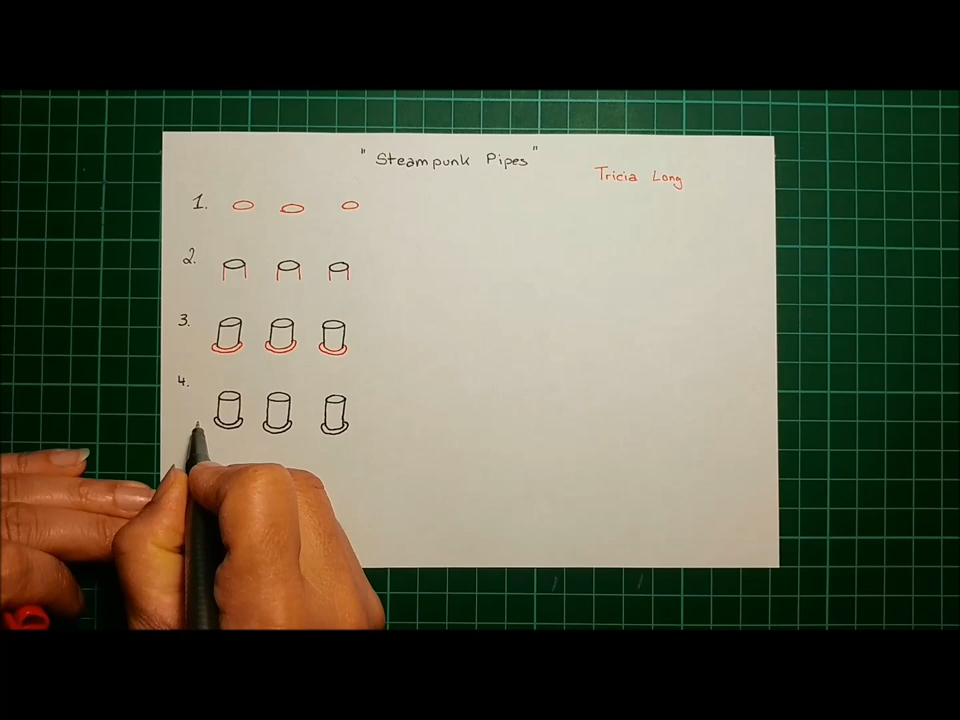 " Steampunk Pipes "
Tricia Long
1.
2.
3.
4.